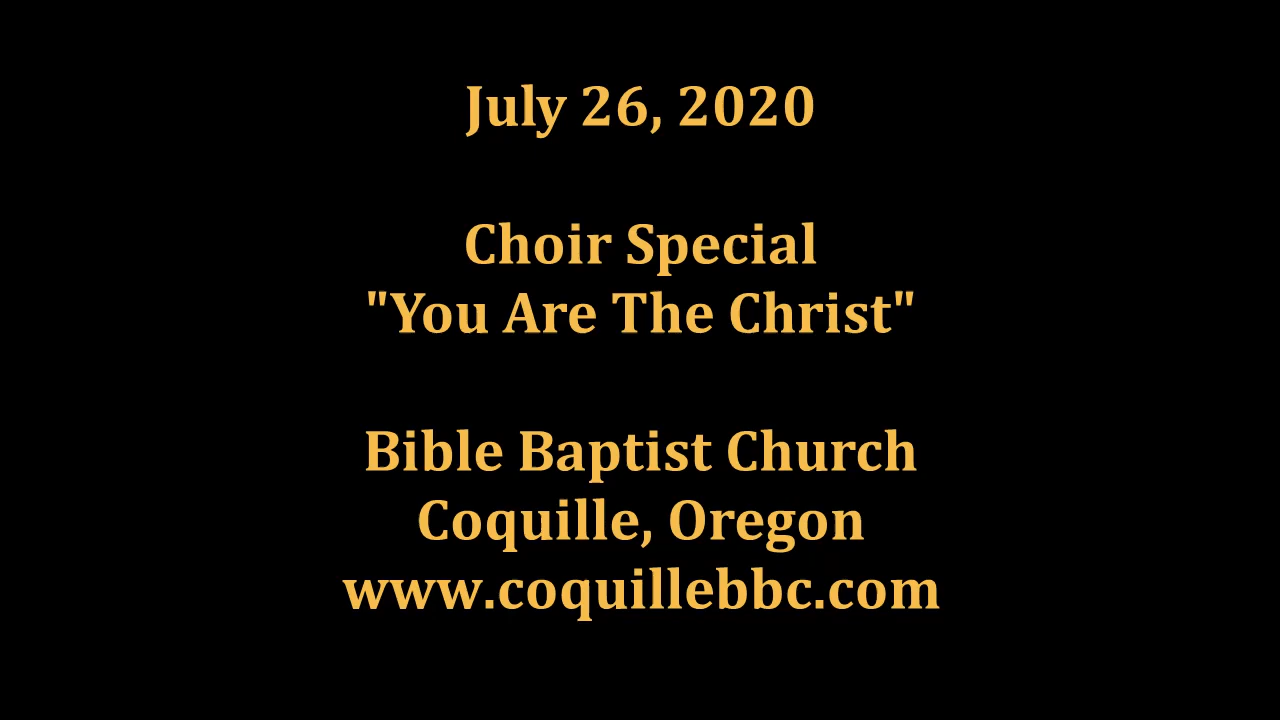 July 26, 2020
Choir Special
"You Are The Christ"
Bible Baptist Church
Coquille, Oregon
www.coquillebbc.com